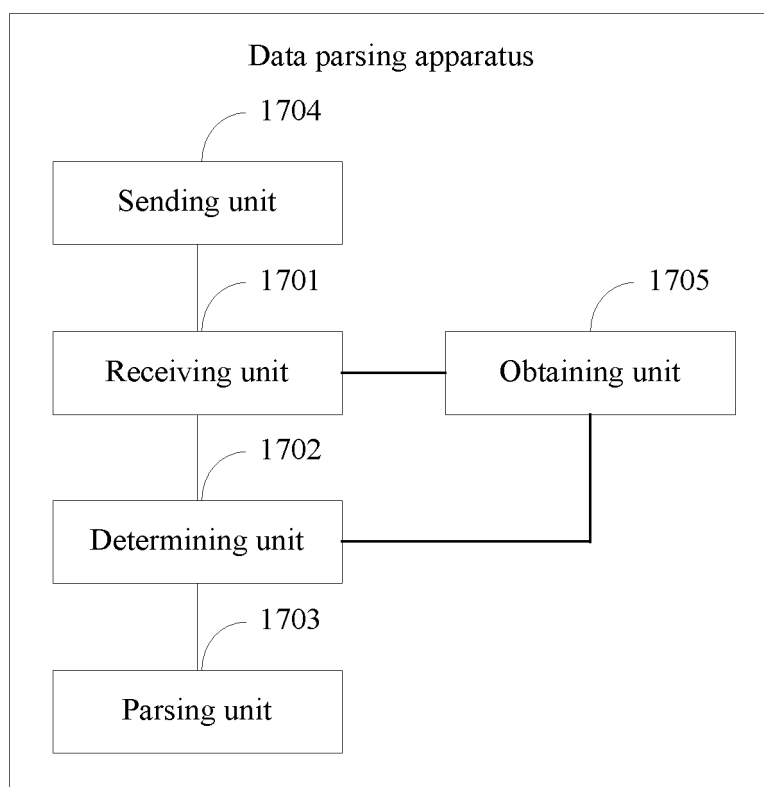 Data parsing apparatus
1704
Sending unit
1701
1705
Receiving unit
Obtaining unit
1702
Determining unit
1703
Parsing unit